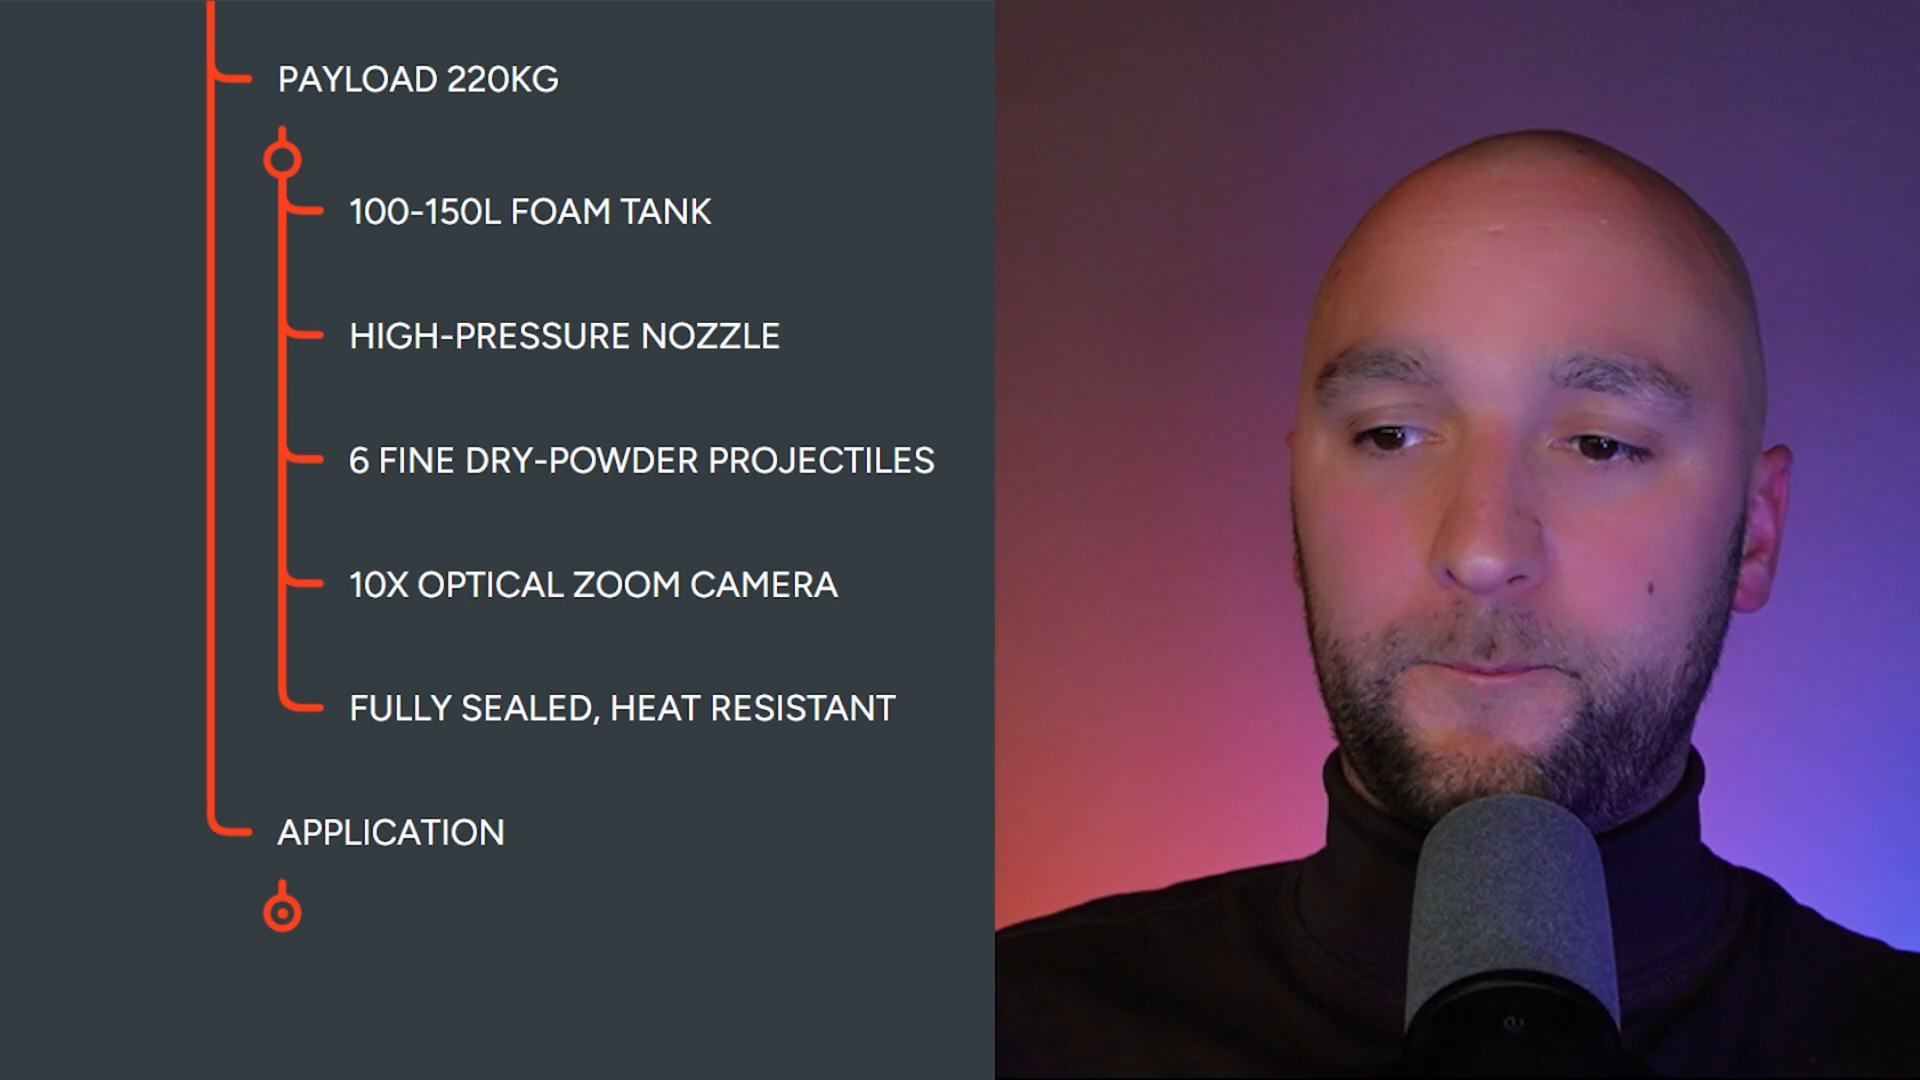 PAYLOAD 220KG
100-150L FOAM TANK
HIGH-PRESSURE NOZZLE
6 FINE DRY-POWDER PROJECTILES
10X OPTICAL ZOOM CAMERA
FULLY SEALED, HEAT RESISTANT
APPLICATION